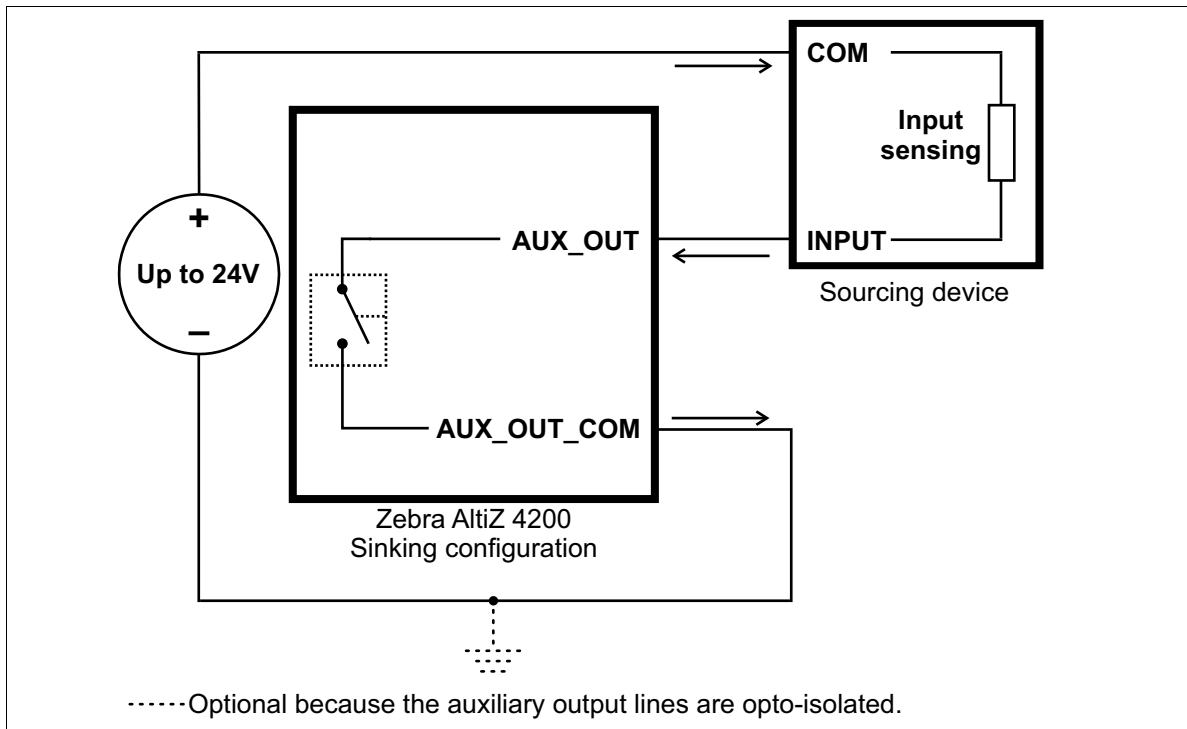 COM
Input
sensing
+
Up to 24V
–
AUX_OUT
INPUT
Sourcing device
AUX_OUT_COM
Zebra AltiZ 4200
Sinking configuration
Optional because the auxiliary output lines are opto-isolated.